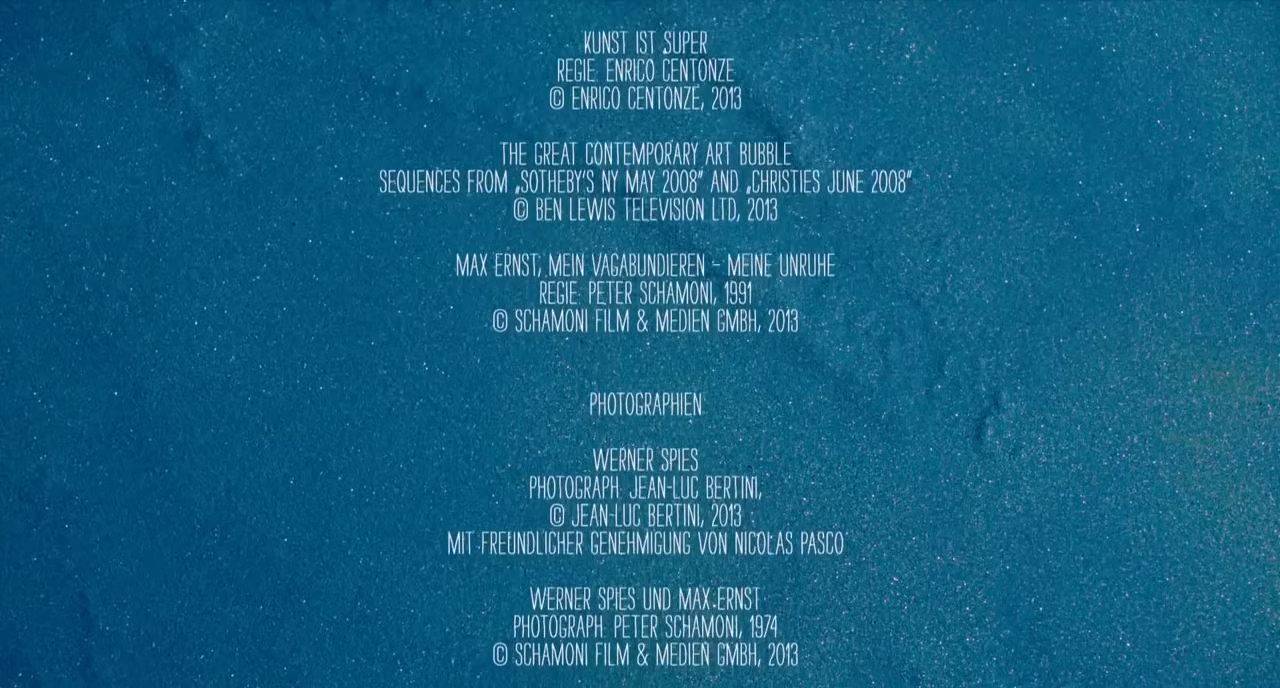 KUNST IST SUPER
REGIE: ENRICO CENTONZE
© ENRICO CENTONZE, 2013
THE GREAT CONTEMPORARY ART BUBBLE
SEQUENCES FROM „SOTHEBY'S NY MAY 2008“ AND „CHRISTIES JUNE 2008“
© BEN LEWIS TELEVISION LTD, 2013
MAX ERNST, MEIN VAGABUNDIEREN – MEINE UNRUHE
REGIE: PETER SCHAMONI, 1991
© SCHAMONI FILM & MEDIEN GMBH, 2013
PHOTOGRAPHIEN
WERNER SPIES
PHOTOGRAPH: JEAN-LUC BERTINI,
© JEAN-LUC BERTINI, 2013
MIT FREUNDLICHER GENEHMIGUNG VON NICOLAS PASCO
WERNER SPIES UND MAX ERNST
PHOTOGRAPH: PETER SCHAMONI, 1974
© SCHAMONI FILM & MEDIEN GMBH, 2013